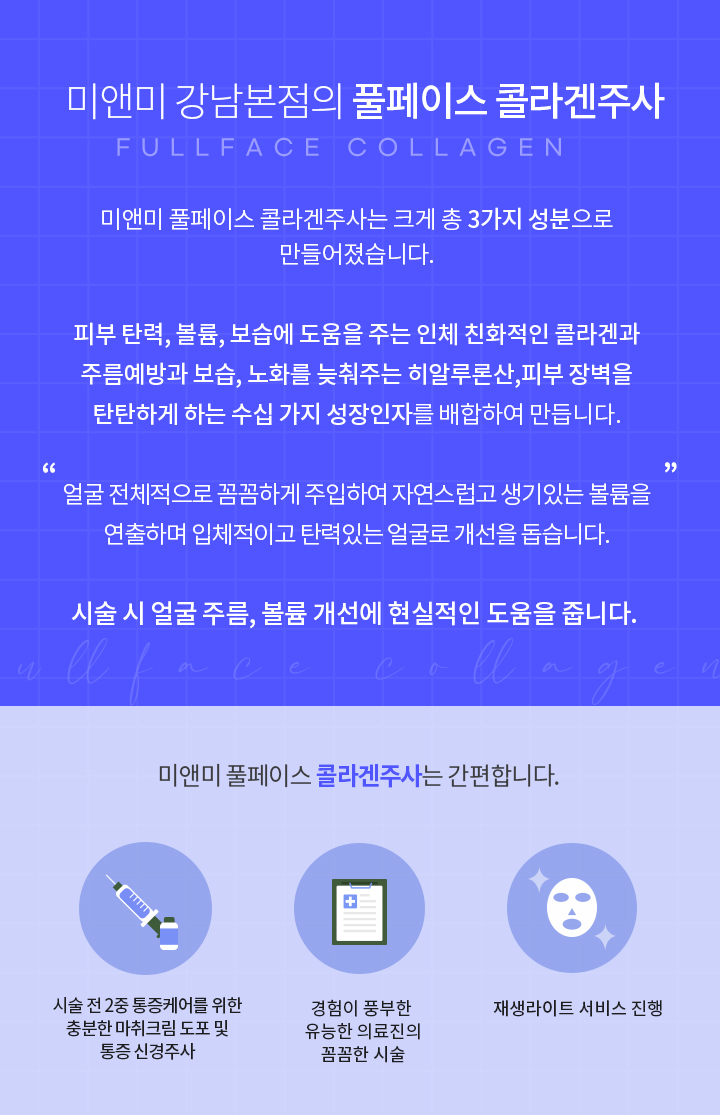 미앤미 강남본점의 풀페이스 콜라겐주사
FULLFACE COLLAGEN
미앤미 풀페이스 콜라겐주사는 크게 총 3가지 성분으로
만들어졌습니다.
피부 탄력, 볼륨, 보습에 도움을 주는 인체 친화적인 콜라겐과
주름예방과 보습, 노화를 늦춰주는 히알루론산,피부 장벽을
탄탄하게 하는 수십 가지 성장인자를 배합하여 만듭니다.
“ 얼굴 전체적으로 꼼꼼하게 주입하여 자연스럽고 생기있는 볼륨을 ”
연출하며 입체적이고 탄력있는 얼굴로 개선을 돕습니다.
시술 시 얼굴 주름, 볼륨 개선에 현실적인 도움을 줍니다.
ullface collagen
미앤미 풀페이스 콜라겐주사는 간편합니다.
시술 전 2중 통증케어를 위한
충분한 마취크림 도포 및
통증 신경주사
경험이 풍부한
유능한 의료진의
꼼꼼한 시술
재생라이트 서비스 진행